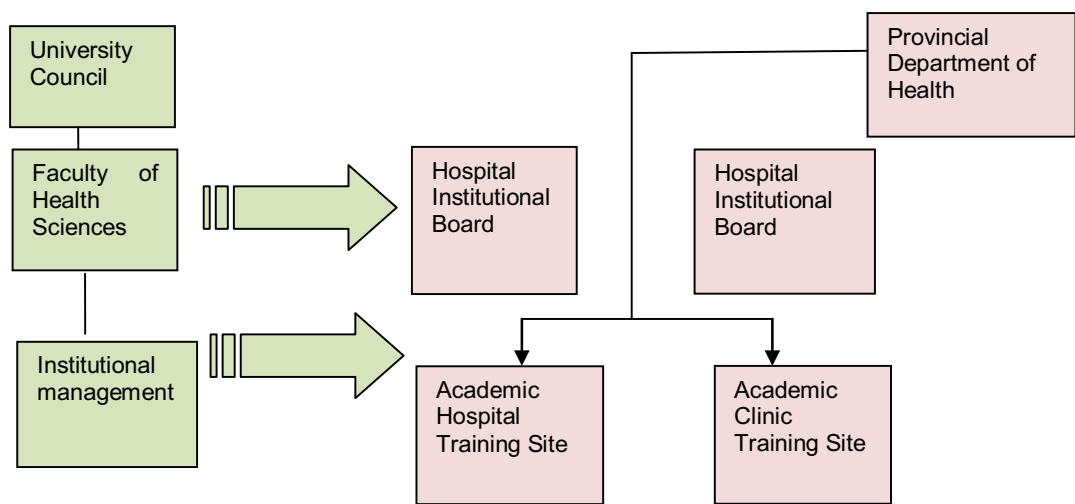 University
Council
Provincial
Department of
Health
Faculty of
Health
Sciences
Hospital
Institutional
Board
Hospital
Institutional
Board
Institutional
management
Academic
Hospital
Training Site
Academic
Clinic
Training Site